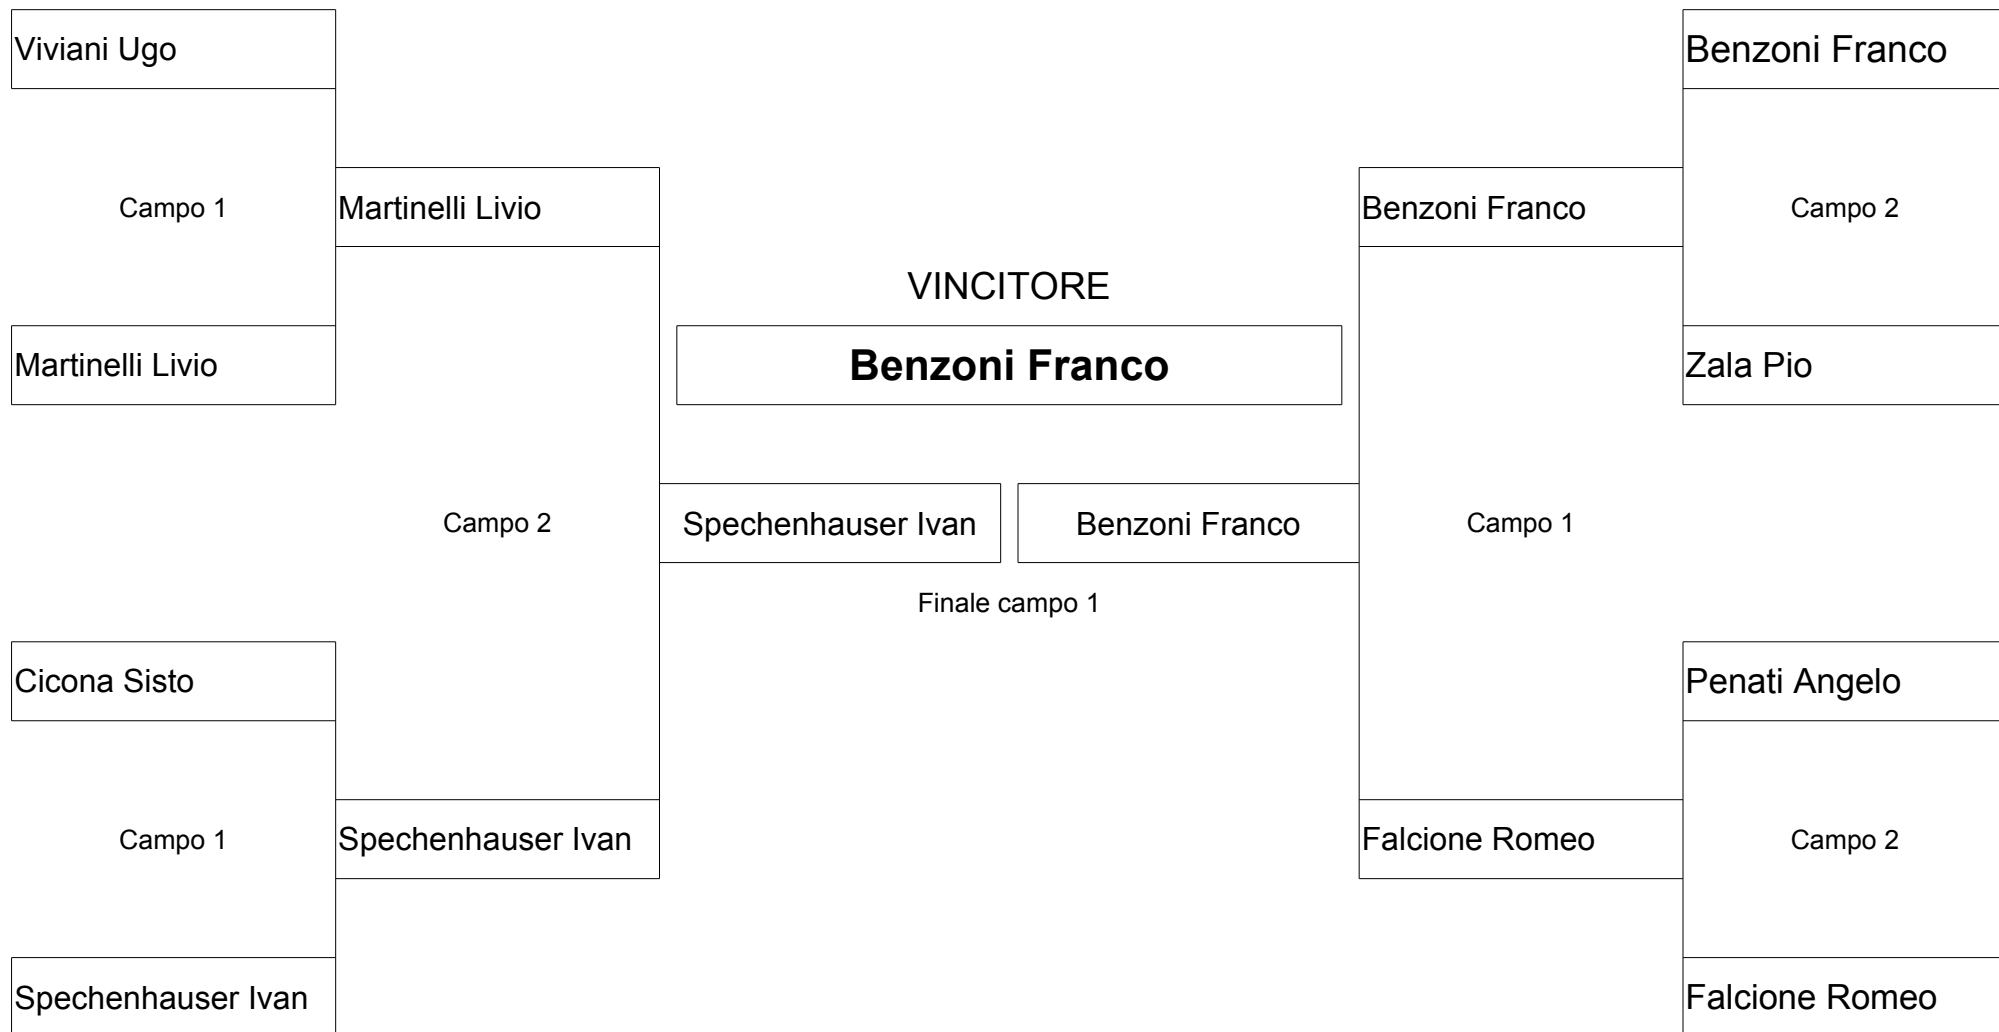 Viviani Ugo
Benzoni Franco
Campo 1
Martinelli Livio
Benzoni Franco
Campo 2
VINCITORE
Martinelli Livio
Benzoni Franco
Zala Pio
Campo 2
Spechenhauser Ivan
Benzoni Franco
Campo 1
Finale campo 1
Cicona Sisto
Penati Angelo
Campo 1
Spechenhauser Ivan
Falcione Romeo
Campo 2
Spechenhauser Ivan
Falcione Romeo